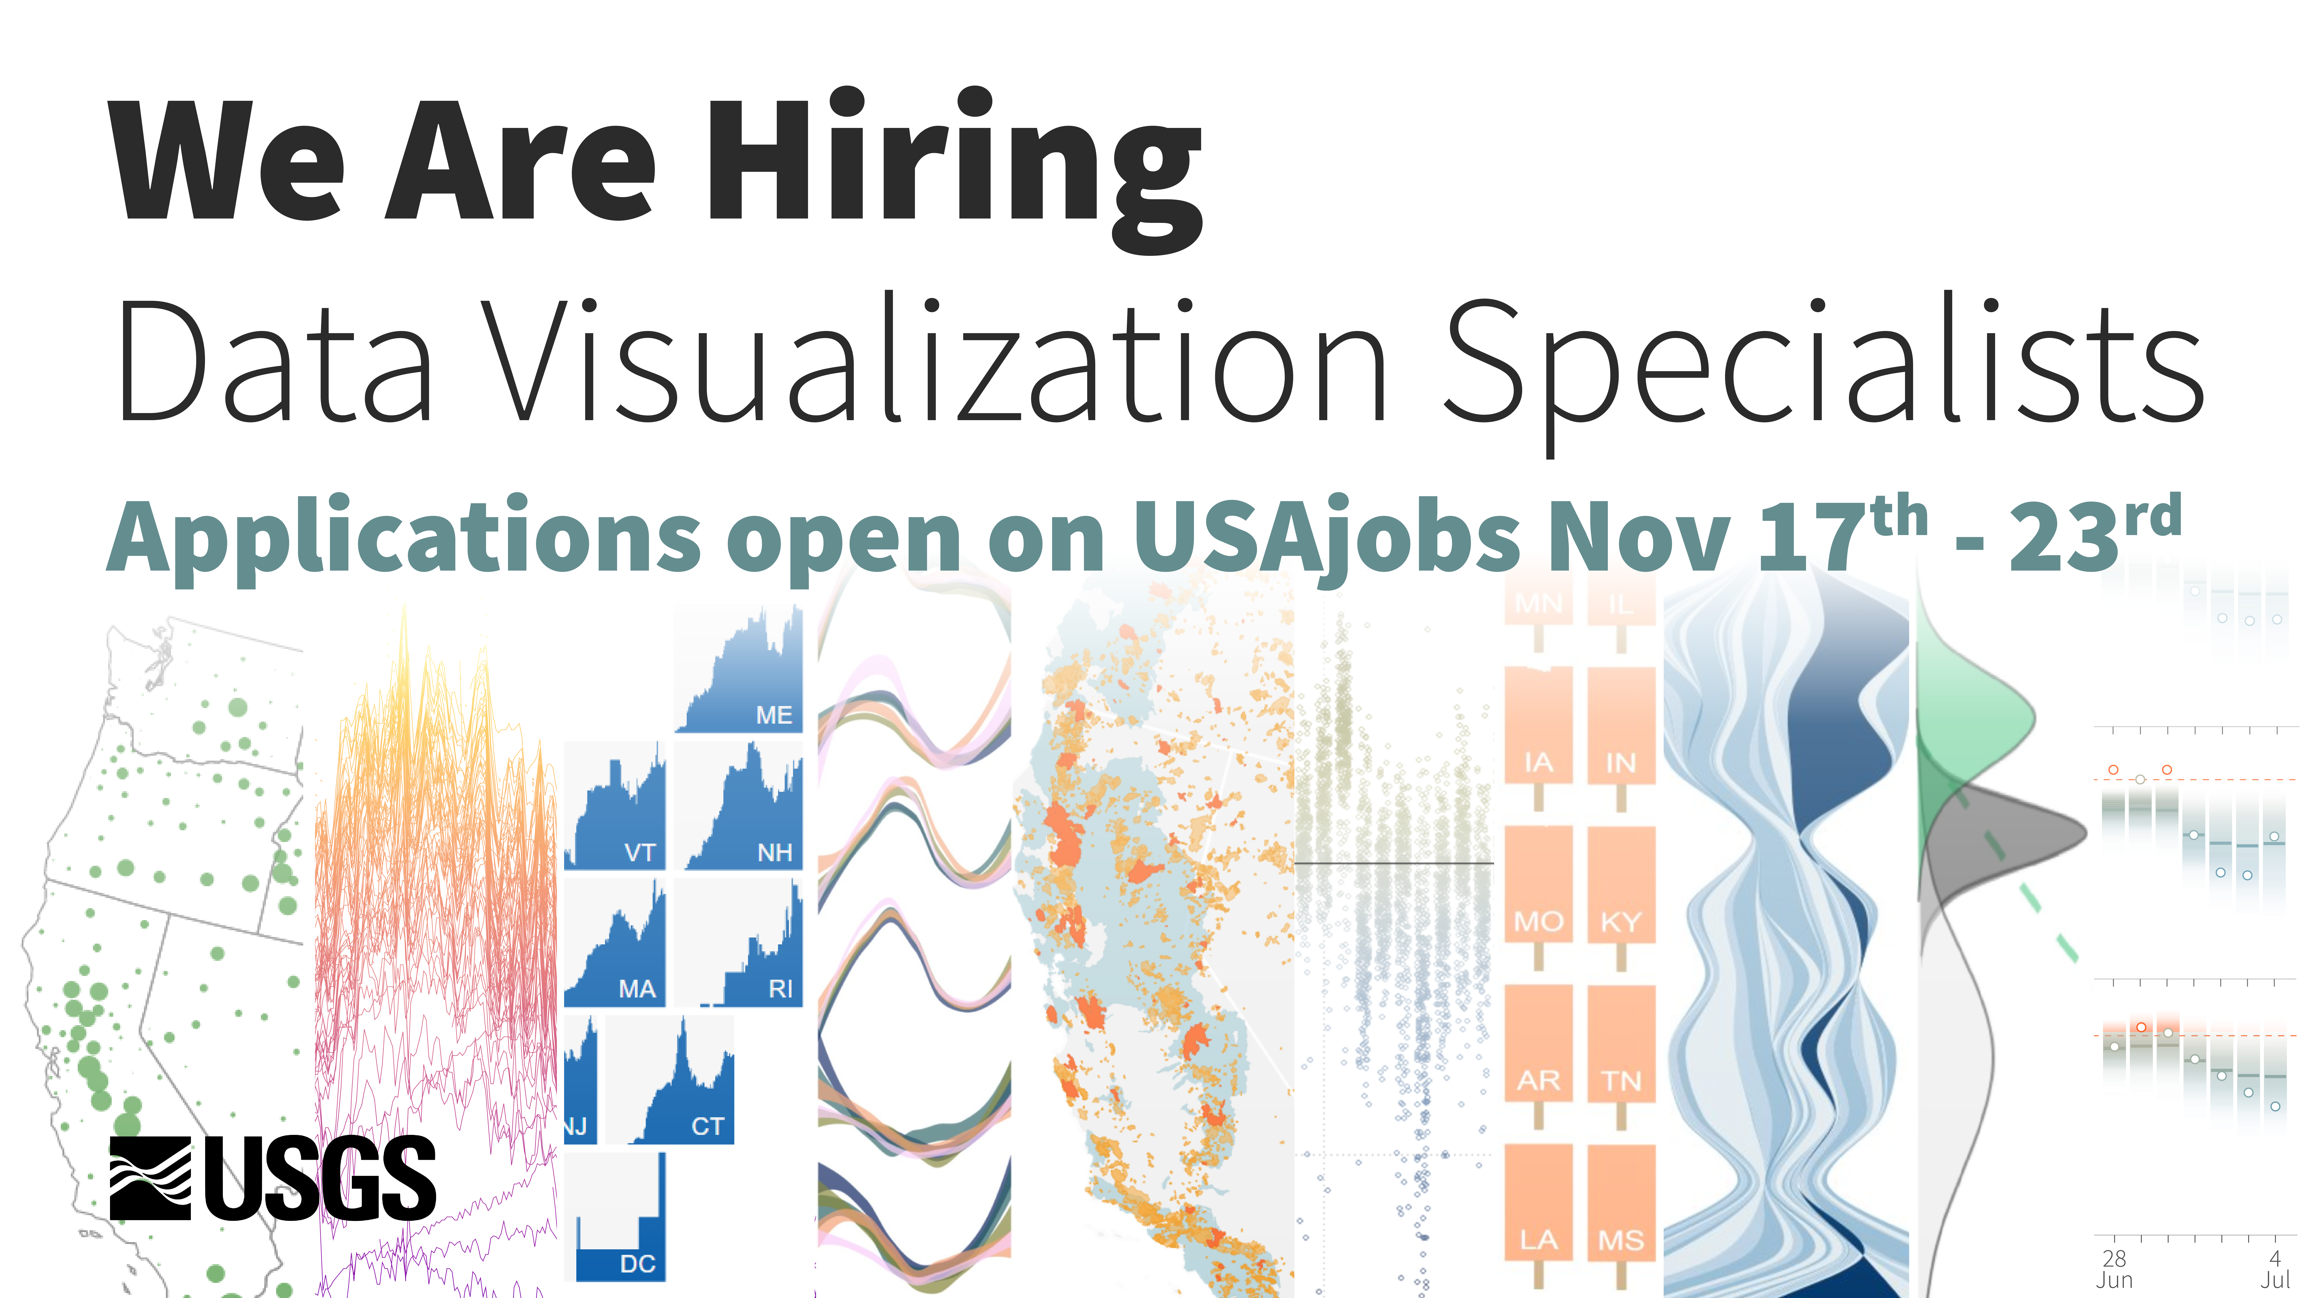 We Are Hiring
Data Visualization Specialists
Applications open on USAjobs Nov 17th - 23rd
ME
VT NH
MA RI
NJ CT
DC
MN IL
IA IN
MO KY
AR TN
LA MS
USGS
28 4
Jun Jul